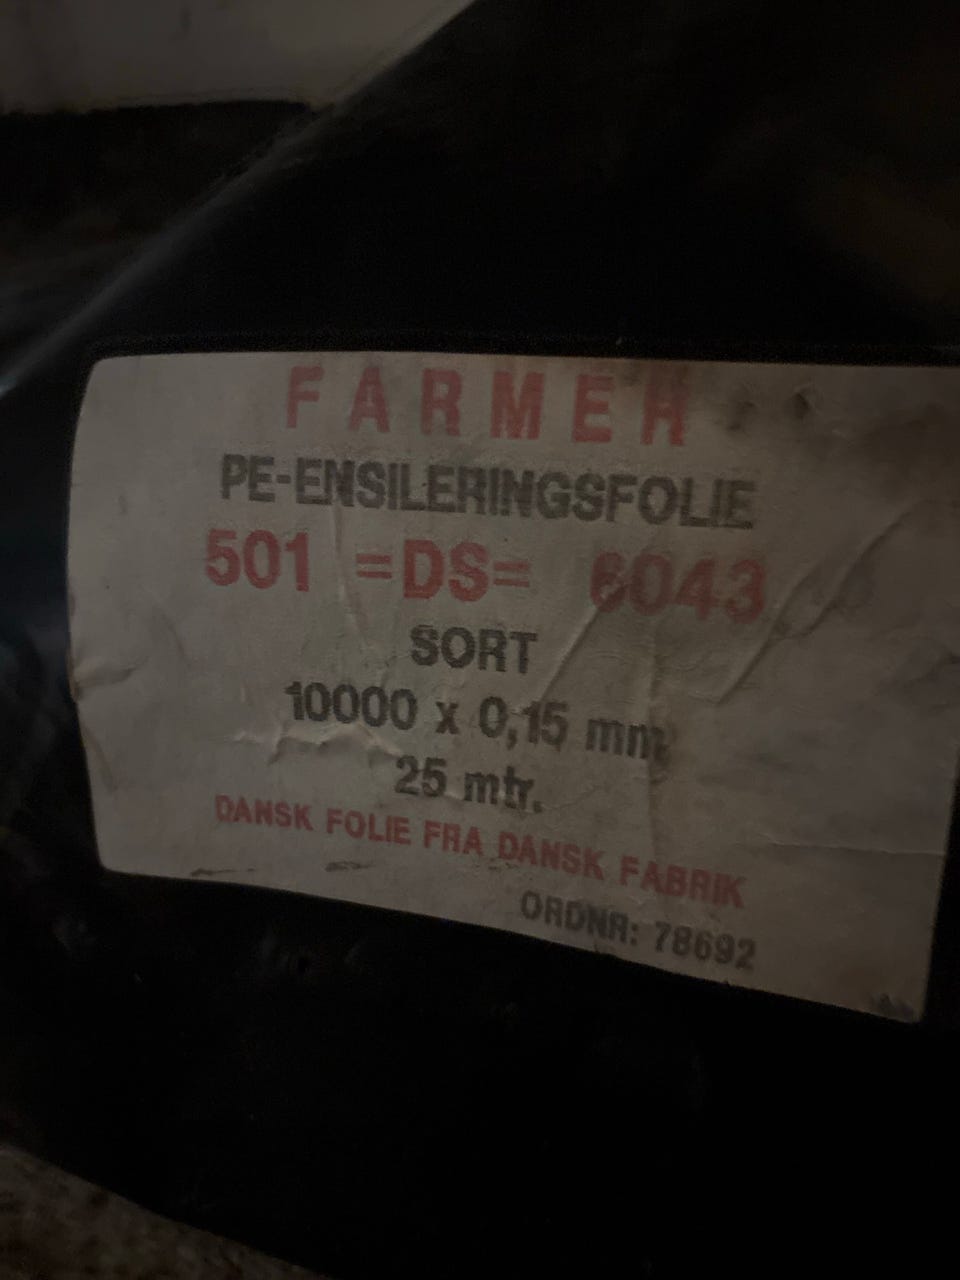 FARMER
PE-ENSILERINGSFOLIE
501 =DS= 6043
SORT
10000 x 0,15 mm
25 mtr.
DANSK FOLIE FRA DANSK FABRIK
ORDNR: 78692